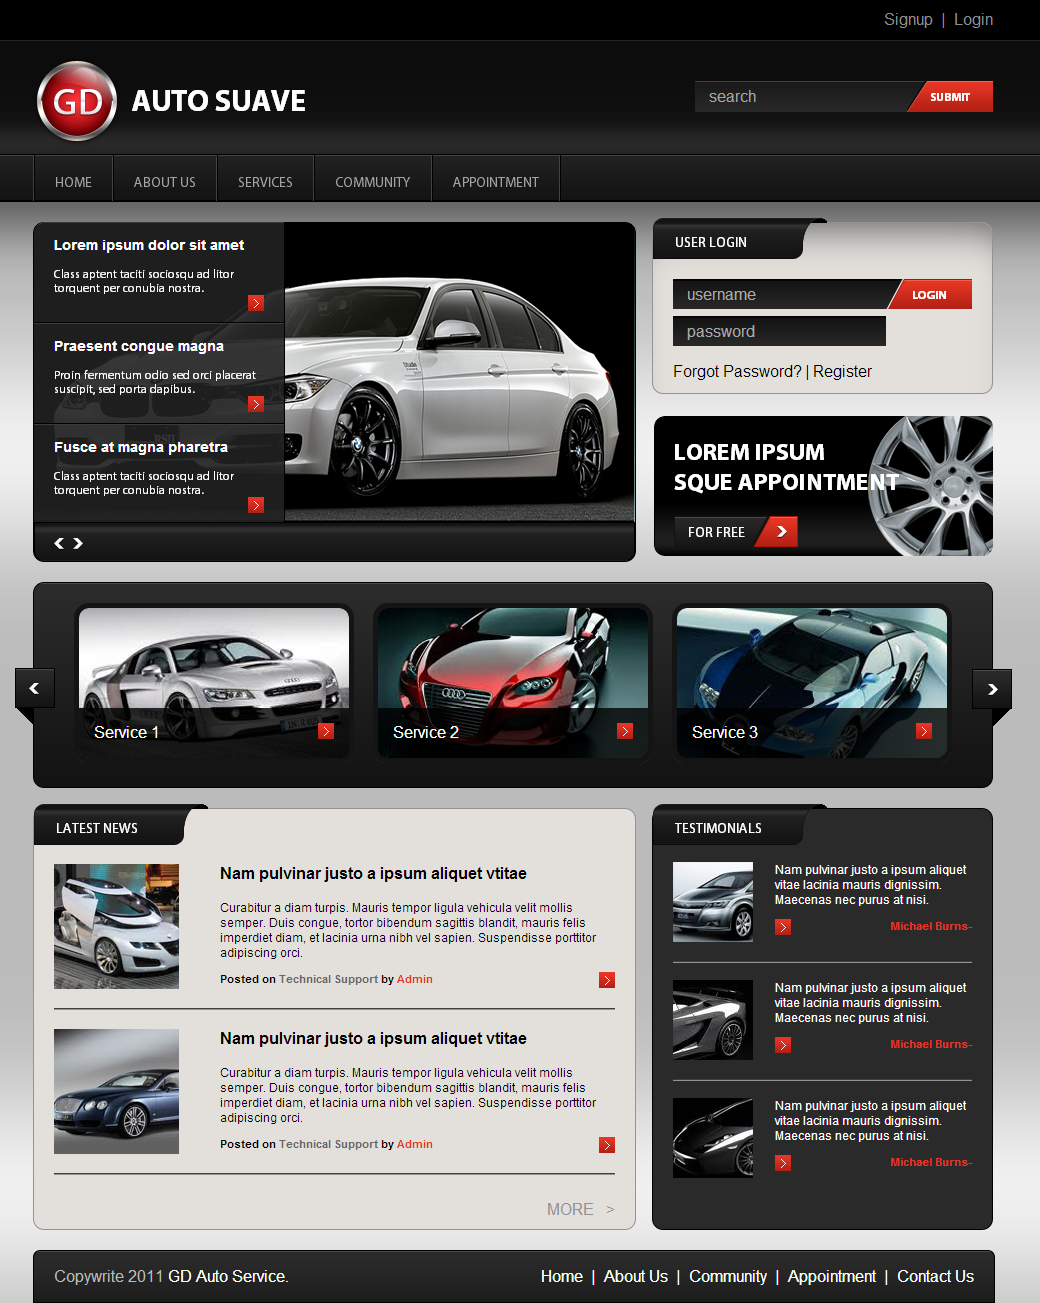 Signup | Login
GD AUTO SUAVE
search SUBMIT
HOME ABOUT US SERVICES COMMUNITY APPOINTMENT
Lorem ipsum dolor sit amet
Class aptent taciti sociosqu ad litor
torquent per conubia nostra.
Praesent congue magna
Proin fermentum odio sed orci placerat
suscipit, sed porta dapibus.
Fusce at magna pharetra
Class aptent taciti sociosqu ad litor
torquent per conubia nostra.
USER LOGIN
username LOGIN
password
Forgot Password? | Register
LOREM IPSUM
SQUE APPOINTMENT
FOR FREE
Service 1
Service 2
Service 3
LATEST NEWS
Nam pulvinar justo a ipsum aliquet vtitae
Curabitur a diam turpis. Mauris tempor ligula vehicula velit mollis
semper. Duis congue, tortor bibendum sagittis blandit, mauris felis
imperdiet diam, et lacinia urna nibh vel sapien. Suspendisse porttitor
adipiscing orci.
Posted on Technical Support by Admin
Nam pulvinar justo a ipsum aliquet vtitae
Curabitur a diam turpis. Mauris tempor ligula vehicula velit mollis
semper. Duis congue, tortor bibendum sagittis blandit, mauris felis
imperdiet diam, et lacinia urna nibh vel sapien. Suspendisse porttitor
adipiscing orci.
Posted on Technical Support by Admin
MORE >
TESTIMONIALS
Nam pulvinar justo a ipsum aliquet
vitae lacinia mauris dignissim.
Maecenas nec purus at nisi.
Michael Burns-
Nam pulvinar justo a ipsum aliquet
vitae lacinia mauris dignissim.
Maecenas nec purus at nisi.
Michael Burns-
Nam pulvinar justo a ipsum aliquet
vitae lacinia mauris dignissim.
Maecenas nec purus at nisi.
Michael Burns-
Copywrite 2011 GD Auto Service.
Home | About Us | Community | Appointment | Contact Us